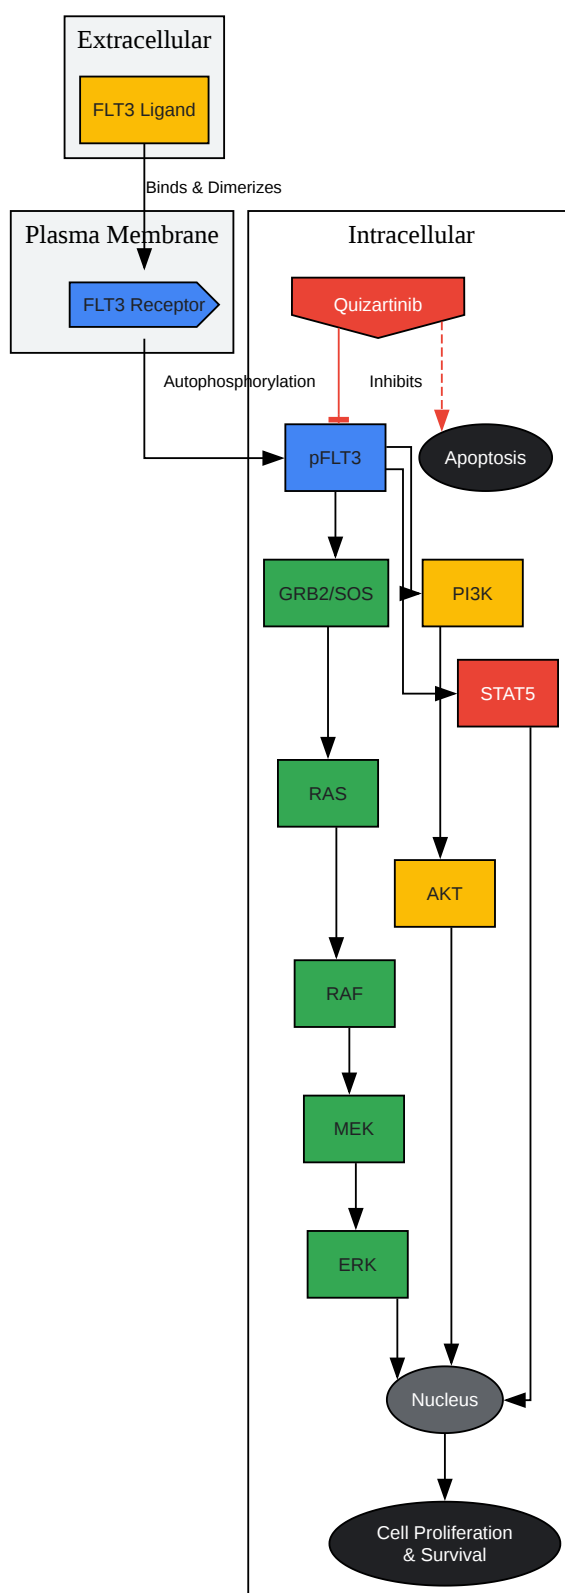 Extracellular
FLT3 Ligand
Binds & Dimerizes
Plasma Membrane
FLT3 Receptor
Intracellular
Quizartinib
Autophosphorylation
Inhibits
pFLT3
Apoptosis
GRB2/SOS
PI3K
STAT5
RAS
AKT
RAF
MEK
ERK
Nucleus
Cell Proliferation
& Survival